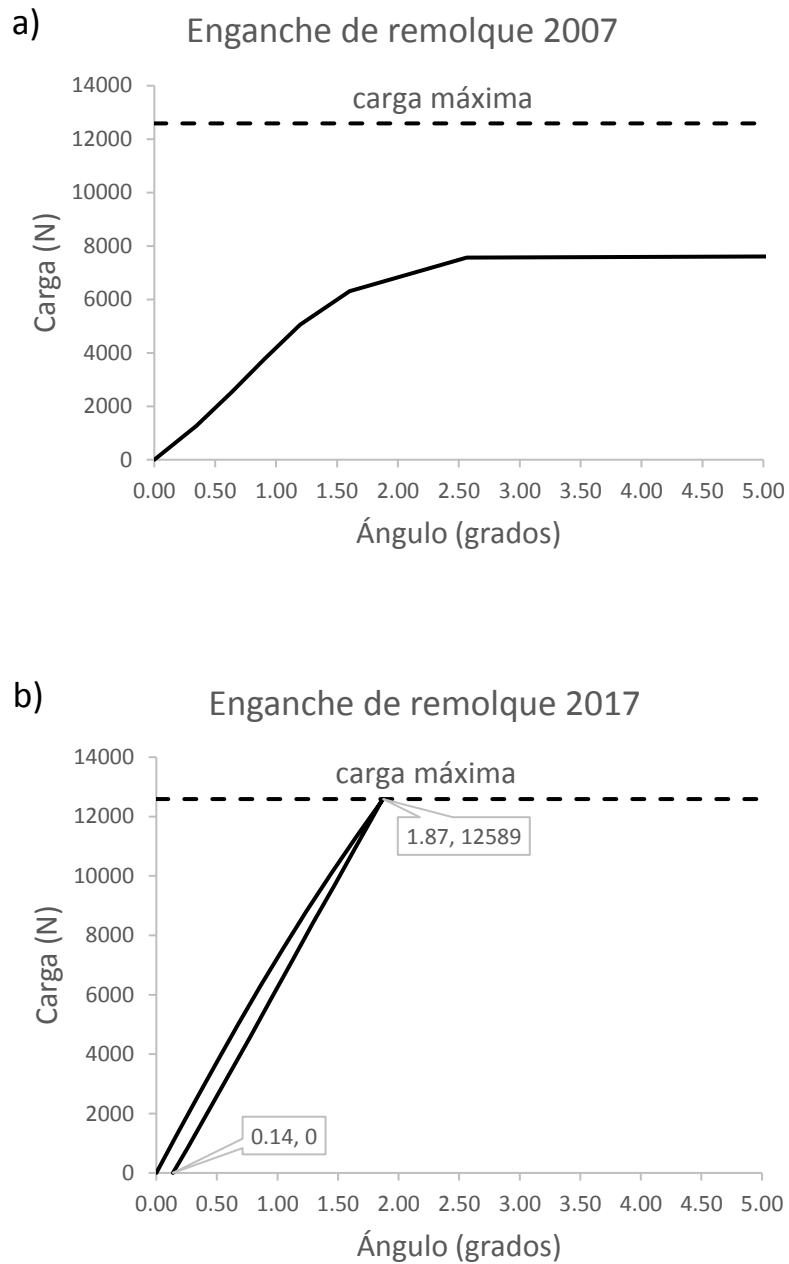 a)
Enganche de remolque 2007
14000
12000
10000
8000
6000
4000
2000
0
carga máxima
Carga (N)
0.00 0.50 1.00 1.50 2.00 2.50 3.00 3.50 4.00 4.50 5.00
Ángulo (grados)
b)
Enganche de remolque 2017
14000
12000
10000
8000
6000
4000
2000
0
carga máxima
1.87, 12589
0.14, 0
Carga (N)
0.00 0.50 1.00 1.50 2.00 2.50 3.00 3.50 4.00 4.50 5.00
Ángulo (grados)